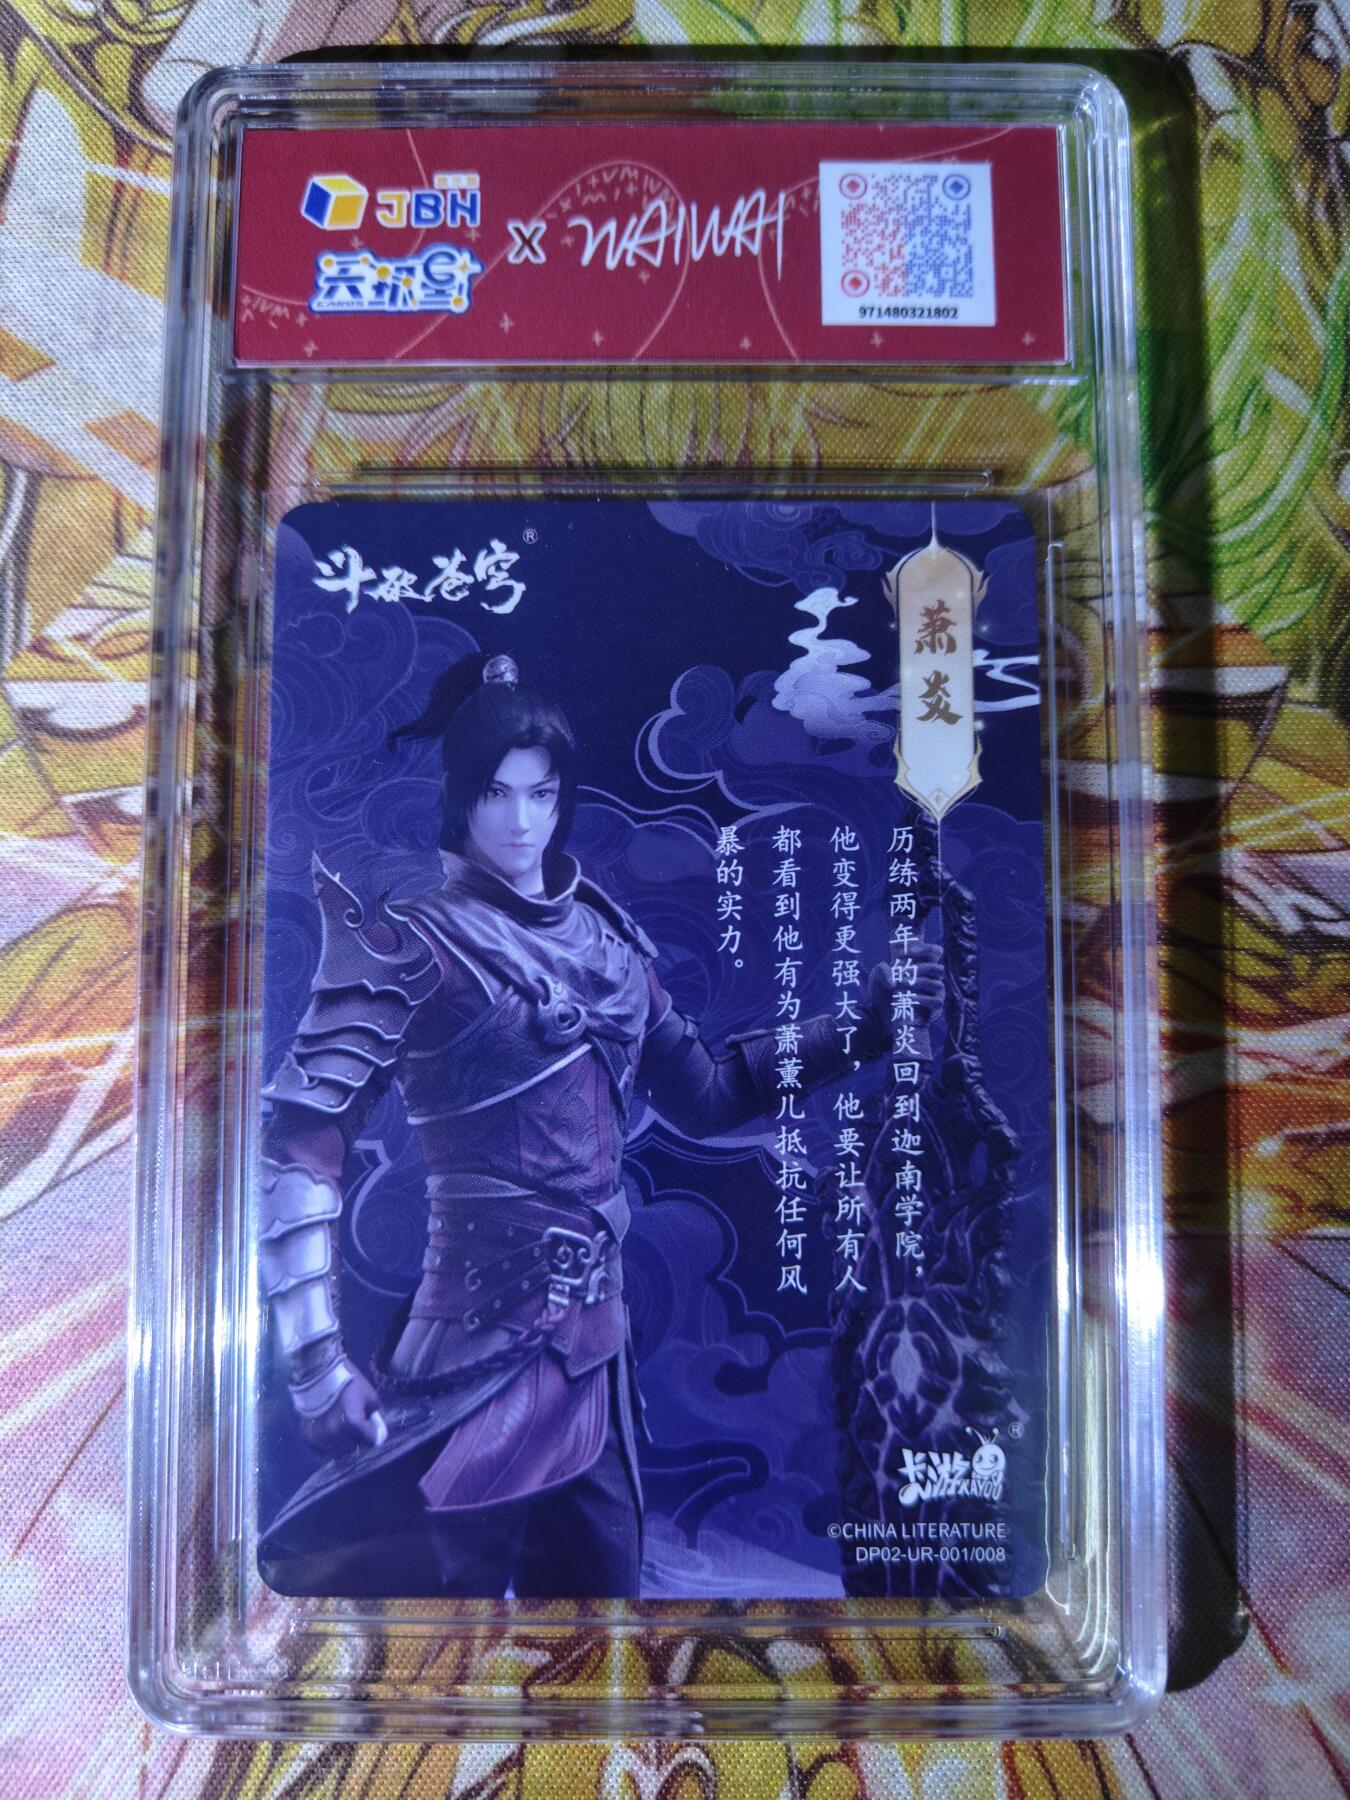 JBH
天机星
CARDS
X
WAIWAI
971480321802
斗破苍穹®
萧炎
历练两年的萧炎回到迦南学院，
他变得更强大了，他要让所有人
都看到他有为萧薰儿抵抗任何风
暴的实力。
卡游®
KAYOU
©CHINA LITERATURE
DP02-UR-001/008